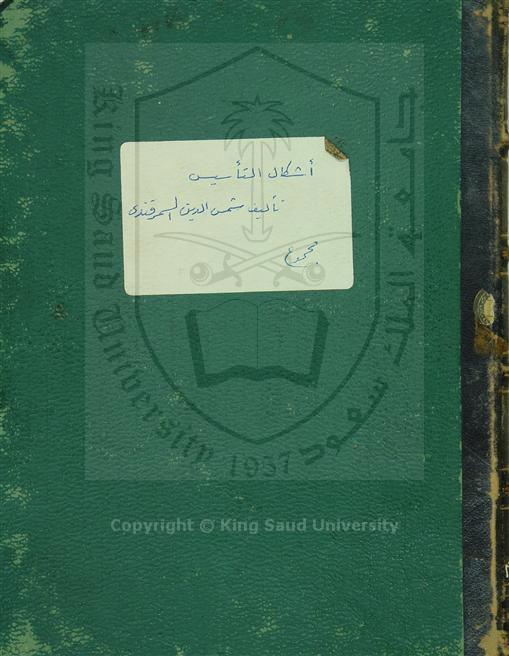 أشكال التأسيس
تأليف شمس الدين السمرقندي
مجموع
King Saud University
1957
جامعة الملك سعود
Copyright © King Saud University